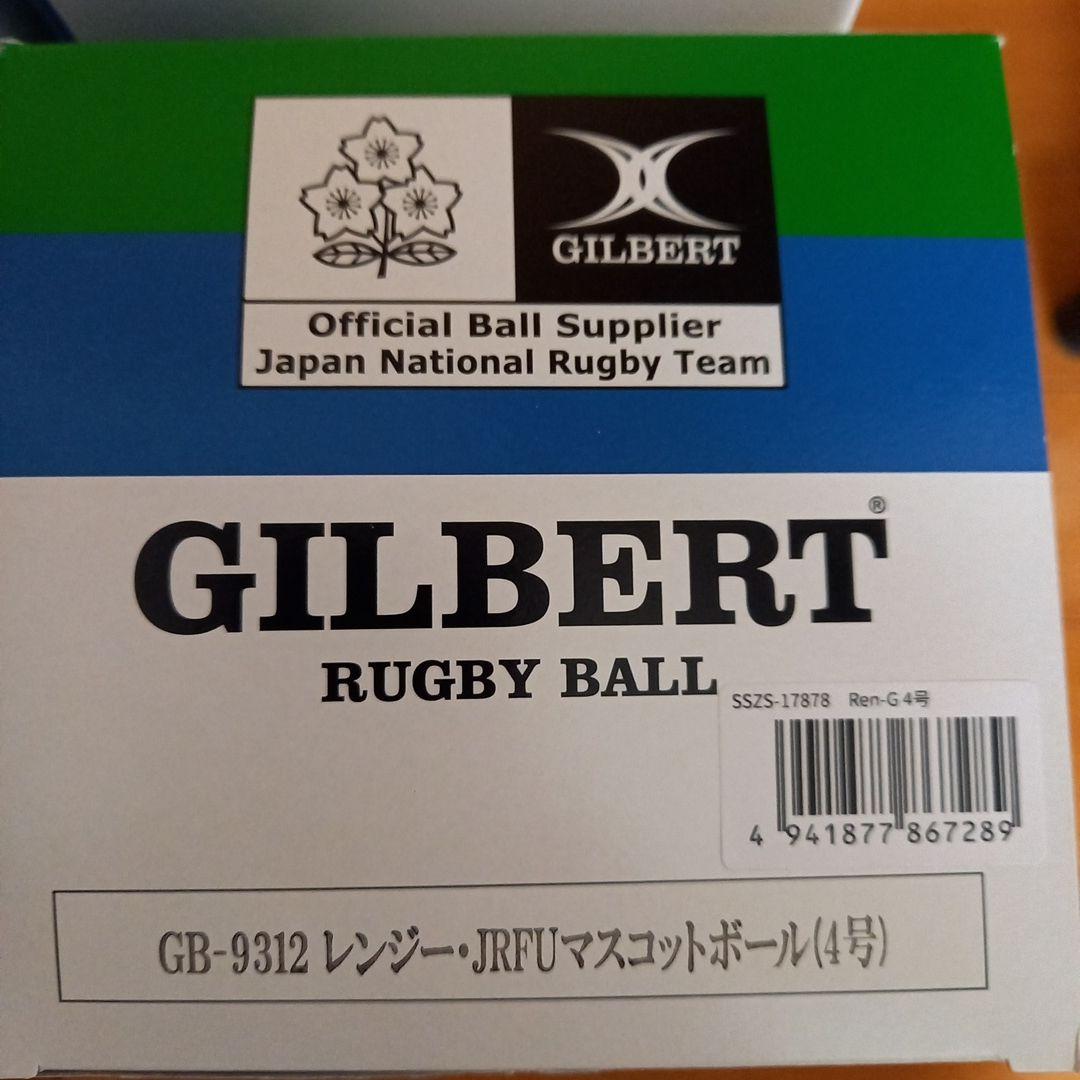 GILBERT
Official Ball Supplier
Japan National Rugby Team
GILBERT®
RUGBY BALL
SSZS-17878 Ren-G 4号
4 941877 867289
GB-9312 レンジー・JRFUマスコットボール(4号)